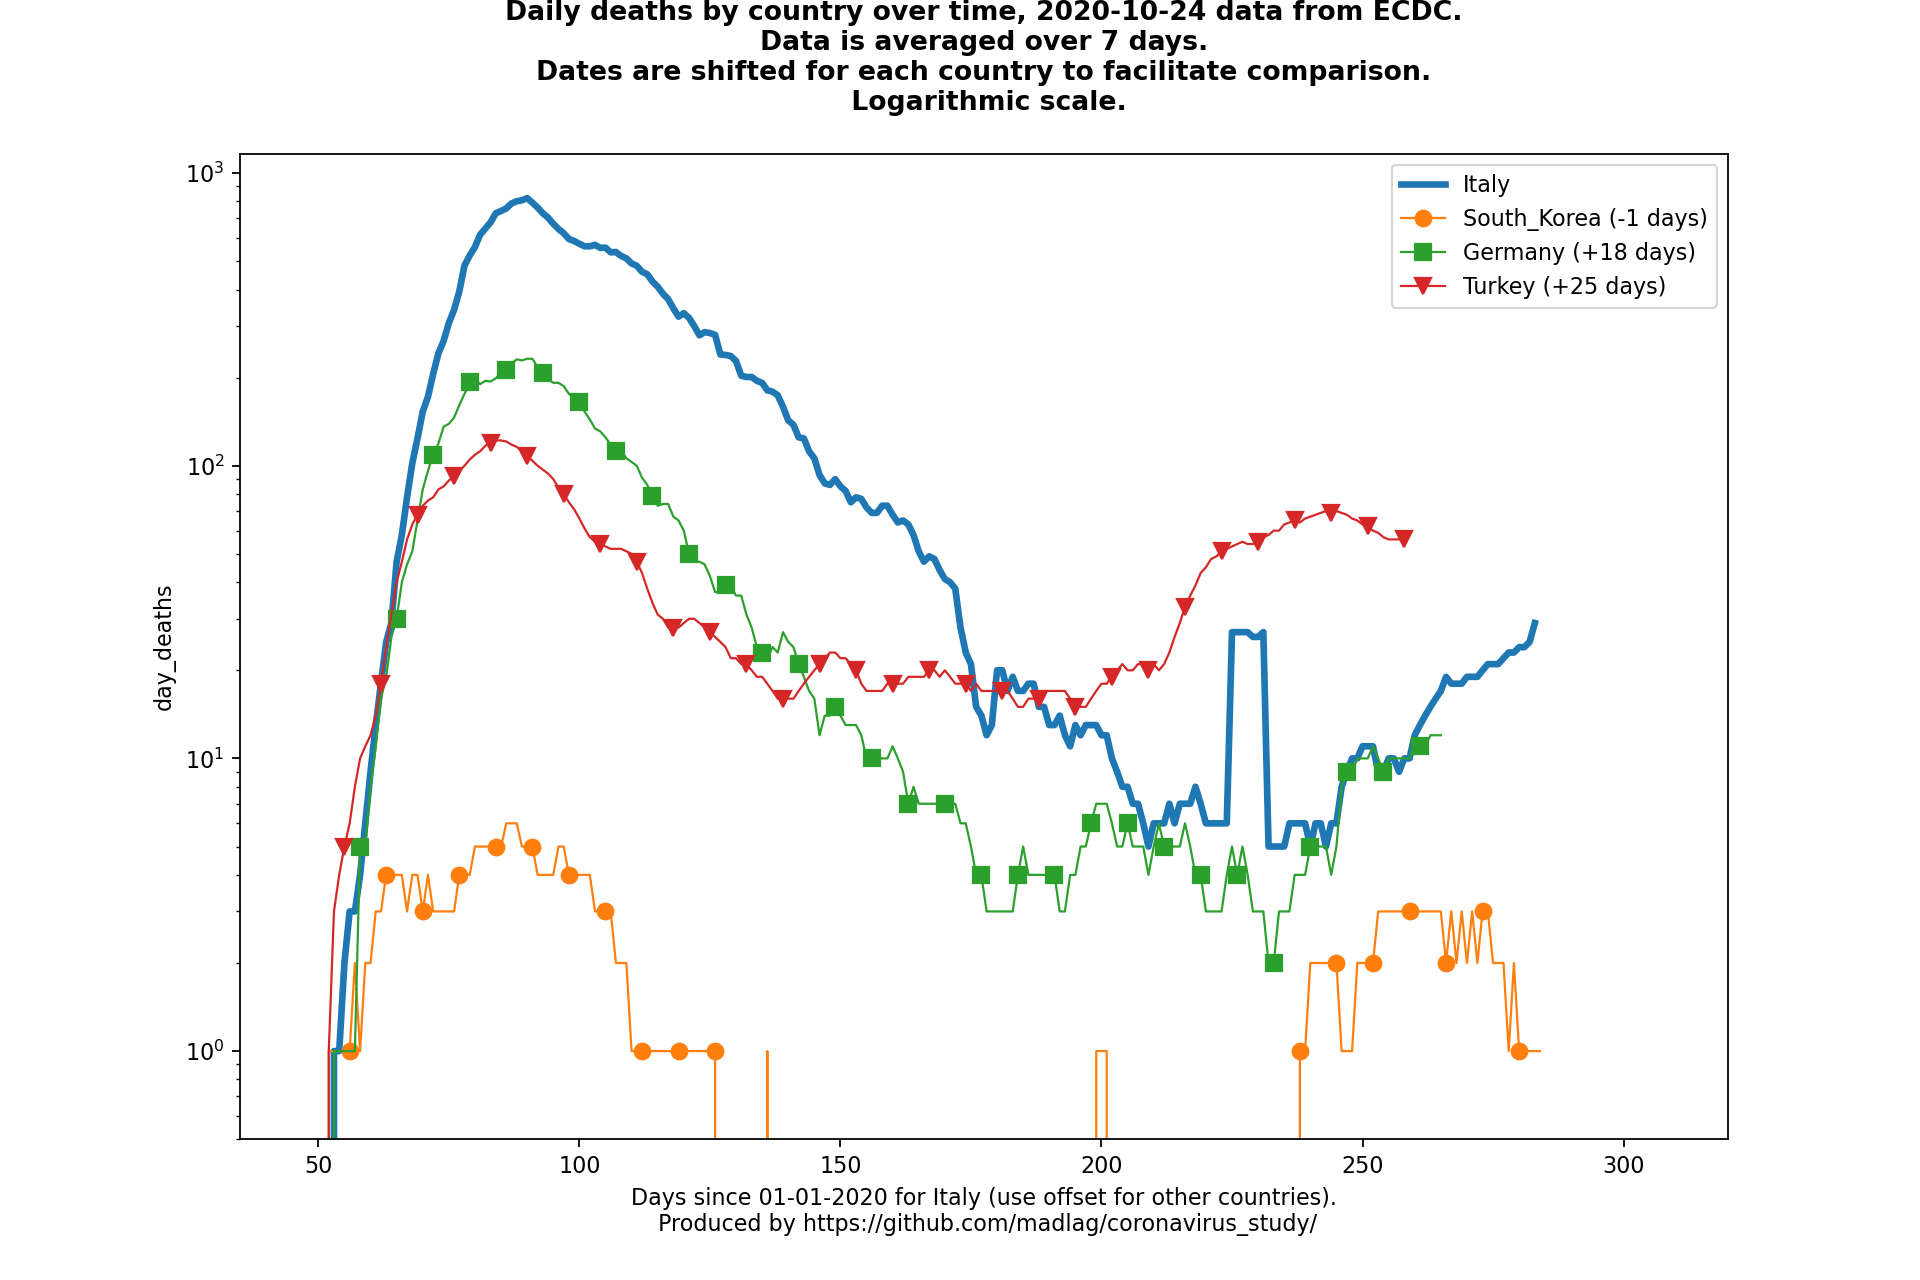 Daily deaths by country over time, 2020-10-24 data from ECDC.
Data is averaged over 7 days.
Dates are shifted for each country to facilitate comparison.
Logarithmic scale.
10³
10²
10¹
10⁰
day_deaths
Italy
South_Korea (-1 days)
Germany (+18 days)
Turkey (+25 days)
50 100 150 200 250 300
Days since 01-01-2020 for Italy (use offset for other countries).
Produced by https://github.com/madlag/coronavirus_study/